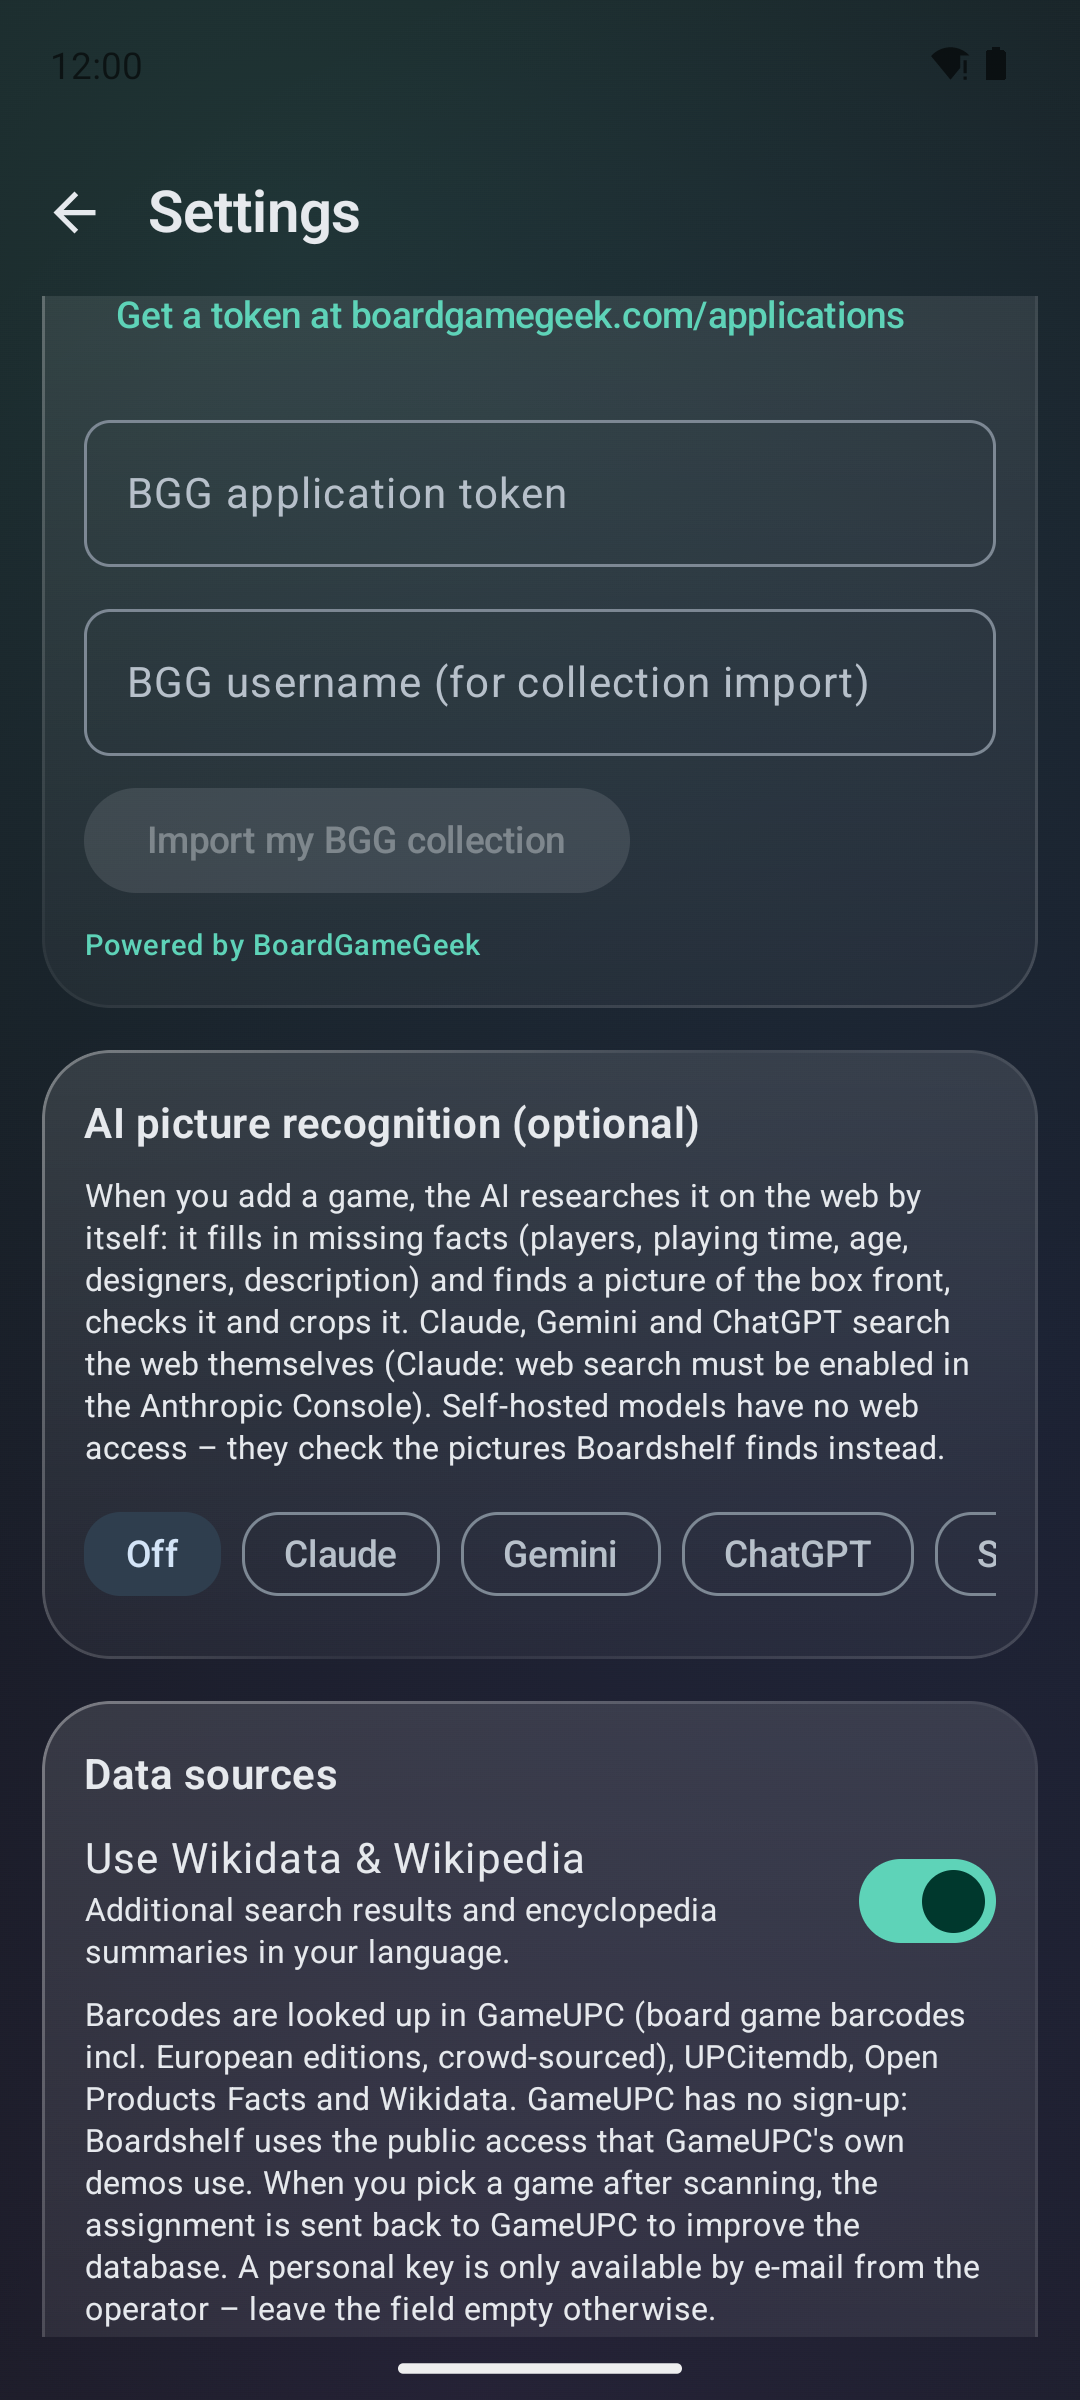 12:00
Settings
Get a token at boardgamegeek.com/applications
BGG application token
BGG username (for collection import)
Import my BGG collection
Powered by BoardGameGeek
AI picture recognition (optional)
When you add a game, the AI researches it on the web by
itself: it fills in missing facts (players, playing time, age,
designers, description) and finds a picture of the box front,
checks it and crops it. Claude, Gemini and ChatGPT search
the web themselves (Claude: web search must be enabled in
the Anthropic Console). Self-hosted models have no web
access – they check the pictures Boardshelf finds instead.
Off Claude Gemini ChatGPT S
Data sources
Use Wikidata & Wikipedia
Additional search results and encyclopedia
summaries in your language.
Barcodes are looked up in GameUPC (board game barcodes
incl. European editions, crowd-sourced), UPCitemdb, Open
Products Facts and Wikidata. GameUPC has no sign-up:
Boardshelf uses the public access that GameUPC's own
demos use. When you pick a game after scanning, the
assignment is sent back to GameUPC to improve the
database. A personal key is only available by e-mail from the
operator – leave the field empty otherwise.